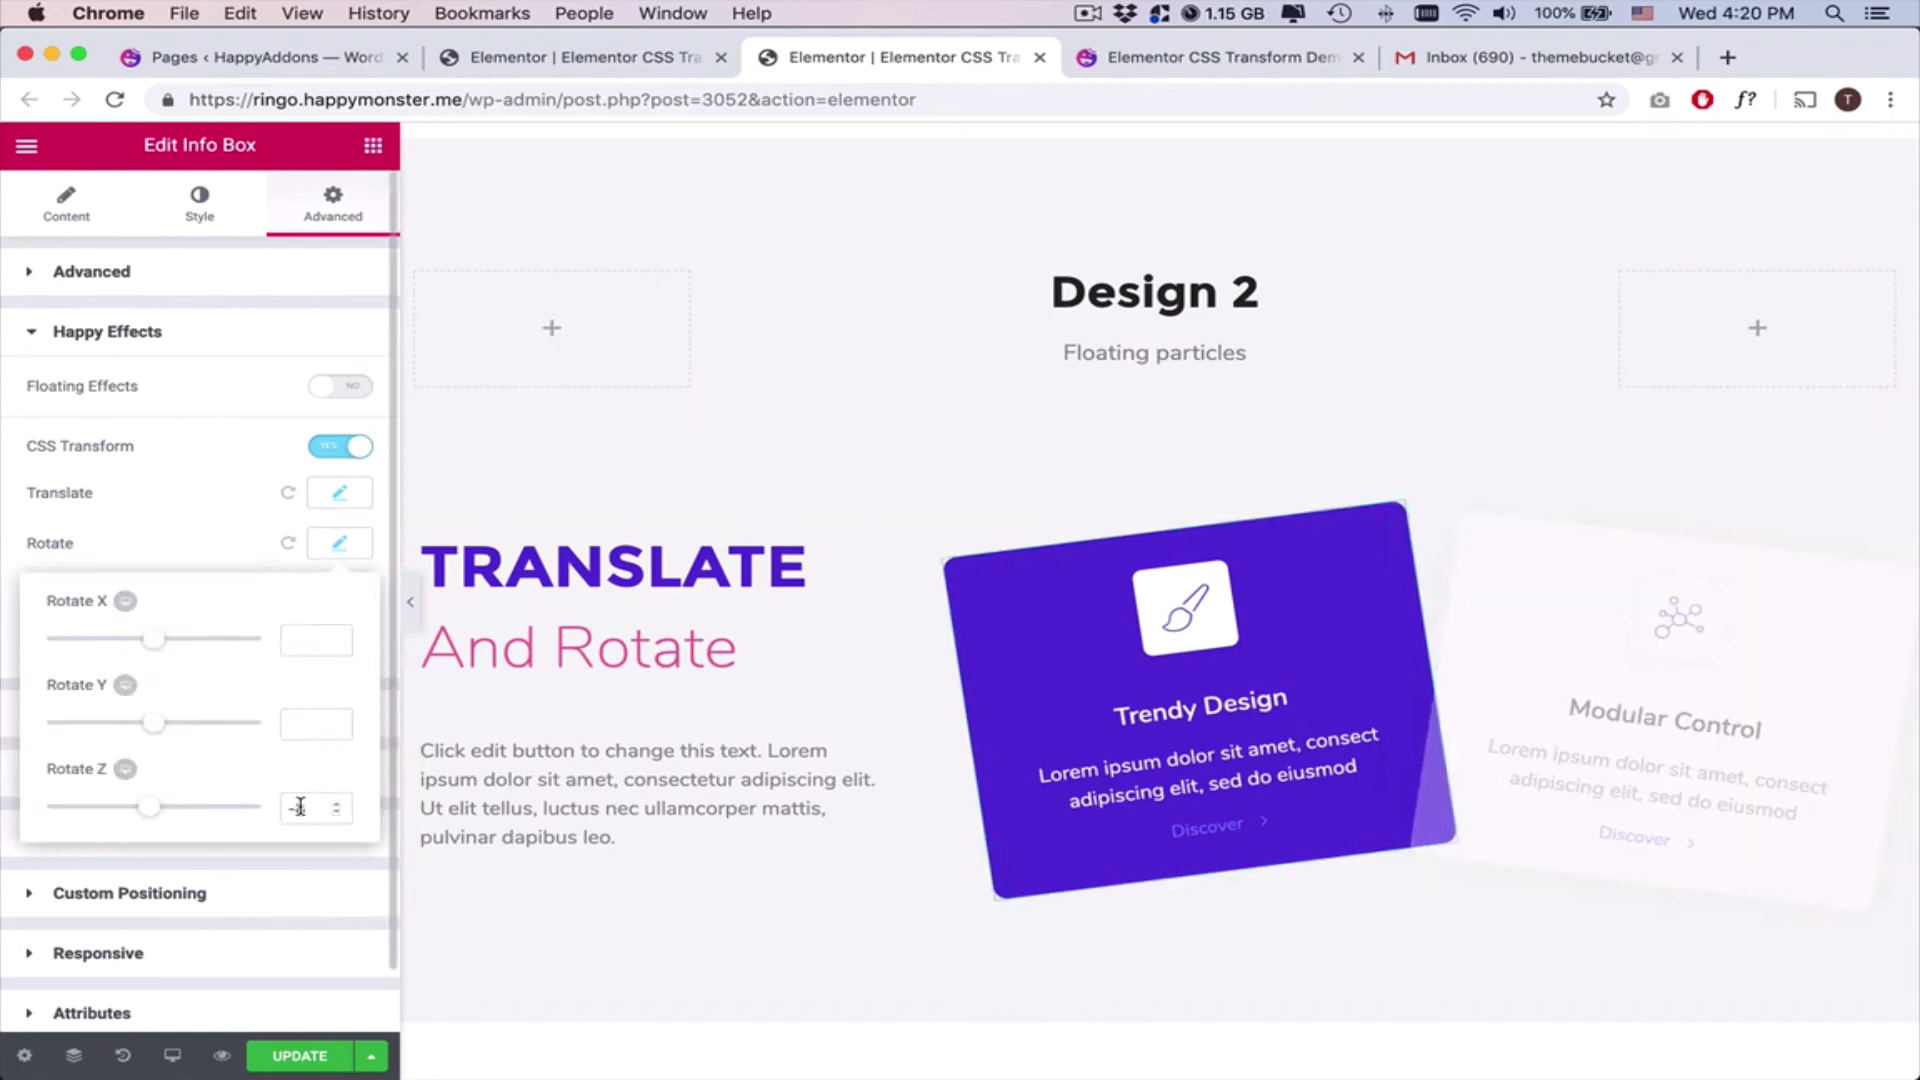 Chrome File Edit View History Bookmarks People Window Help 1.15 GB 100% Wed 4:20 PM
Pages ‹ HappyAddons — Word Elementor | Elementor CSS Tra Elementor | Elementor CSS Tra Elementor CSS Transform Dem Inbox (690) - themebucket@gr
https://ringo.happymonster.me/wp-admin/post.php?post=3052&action=elementor f? T
Edit Info Box
Content Style Advanced
Advanced
Happy Effects
Floating Effects NO
CSS Transform YES
Translate
Rotate
Rotate X
Rotate Y
Rotate Z
Custom Positioning
Responsive
Attributes
UPDATE
Design 2
Floating particles
TRANSLATE
And Rotate
Click edit button to change this text. Lorem
ipsum dolor sit amet, consectetur adipiscing elit.
Ut elit tellus, luctus nec ullamcorper mattis,
pulvinar dapibus leo.
Trendy Design
Lorem ipsum dolor sit amet, consect
adipiscing elit, sed do eiusmod
Discover
Modular Control
Lorem ipsum dolor sit amet, consect
adipiscing elit, sed do eiusmod
Discover